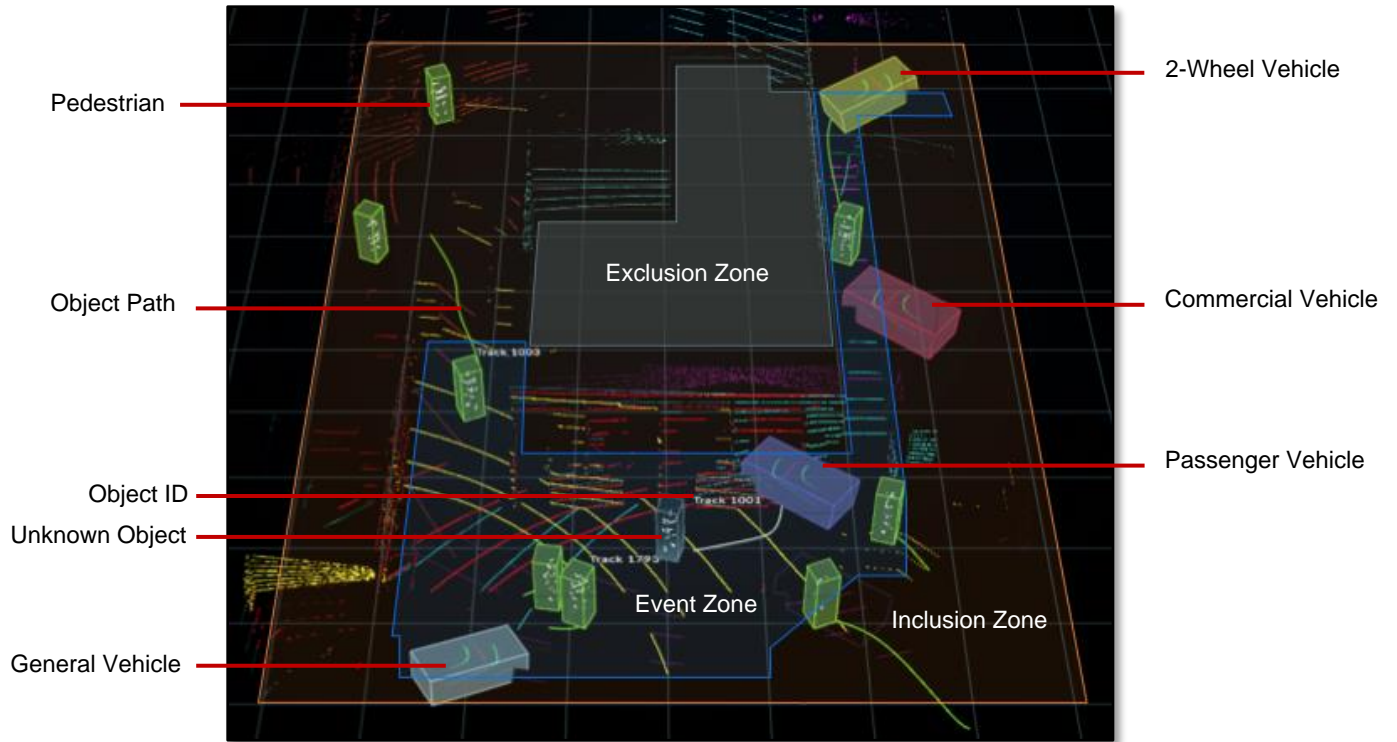 2-Wheel Vehicle
Pedestrian
Exclusion Zone
Object Path
Commercial Vehicle
Track 1003
Passenger Vehicle
Object ID
Track 1001
Unknown Object
Track 1793
Event Zone
Inclusion Zone
General Vehicle